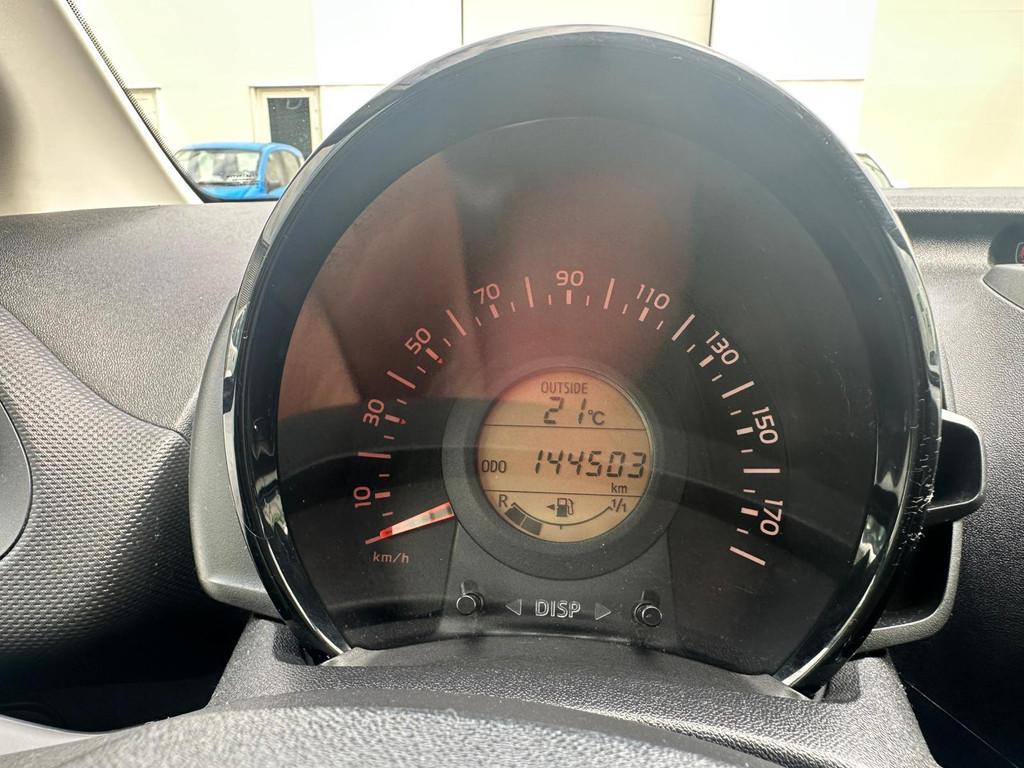 90
70
110
50
130
30
150
10
170
km/h
OUTSIDE
21°C
ODO 144503
km
R 1/1
◄ DISP ►